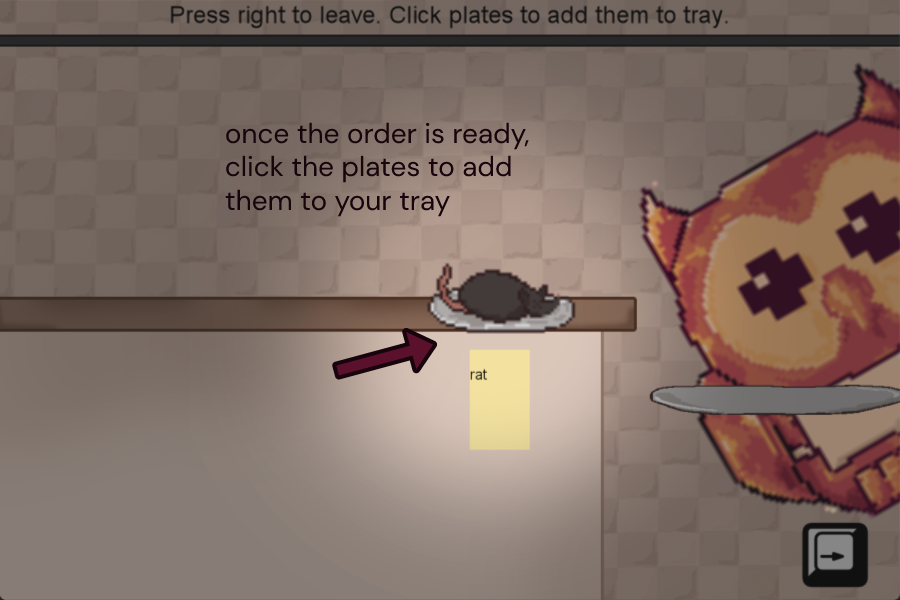 Press right to leave. Click plates to add them to tray.
once the order is ready,
click the plates to add
them to your tray
rat